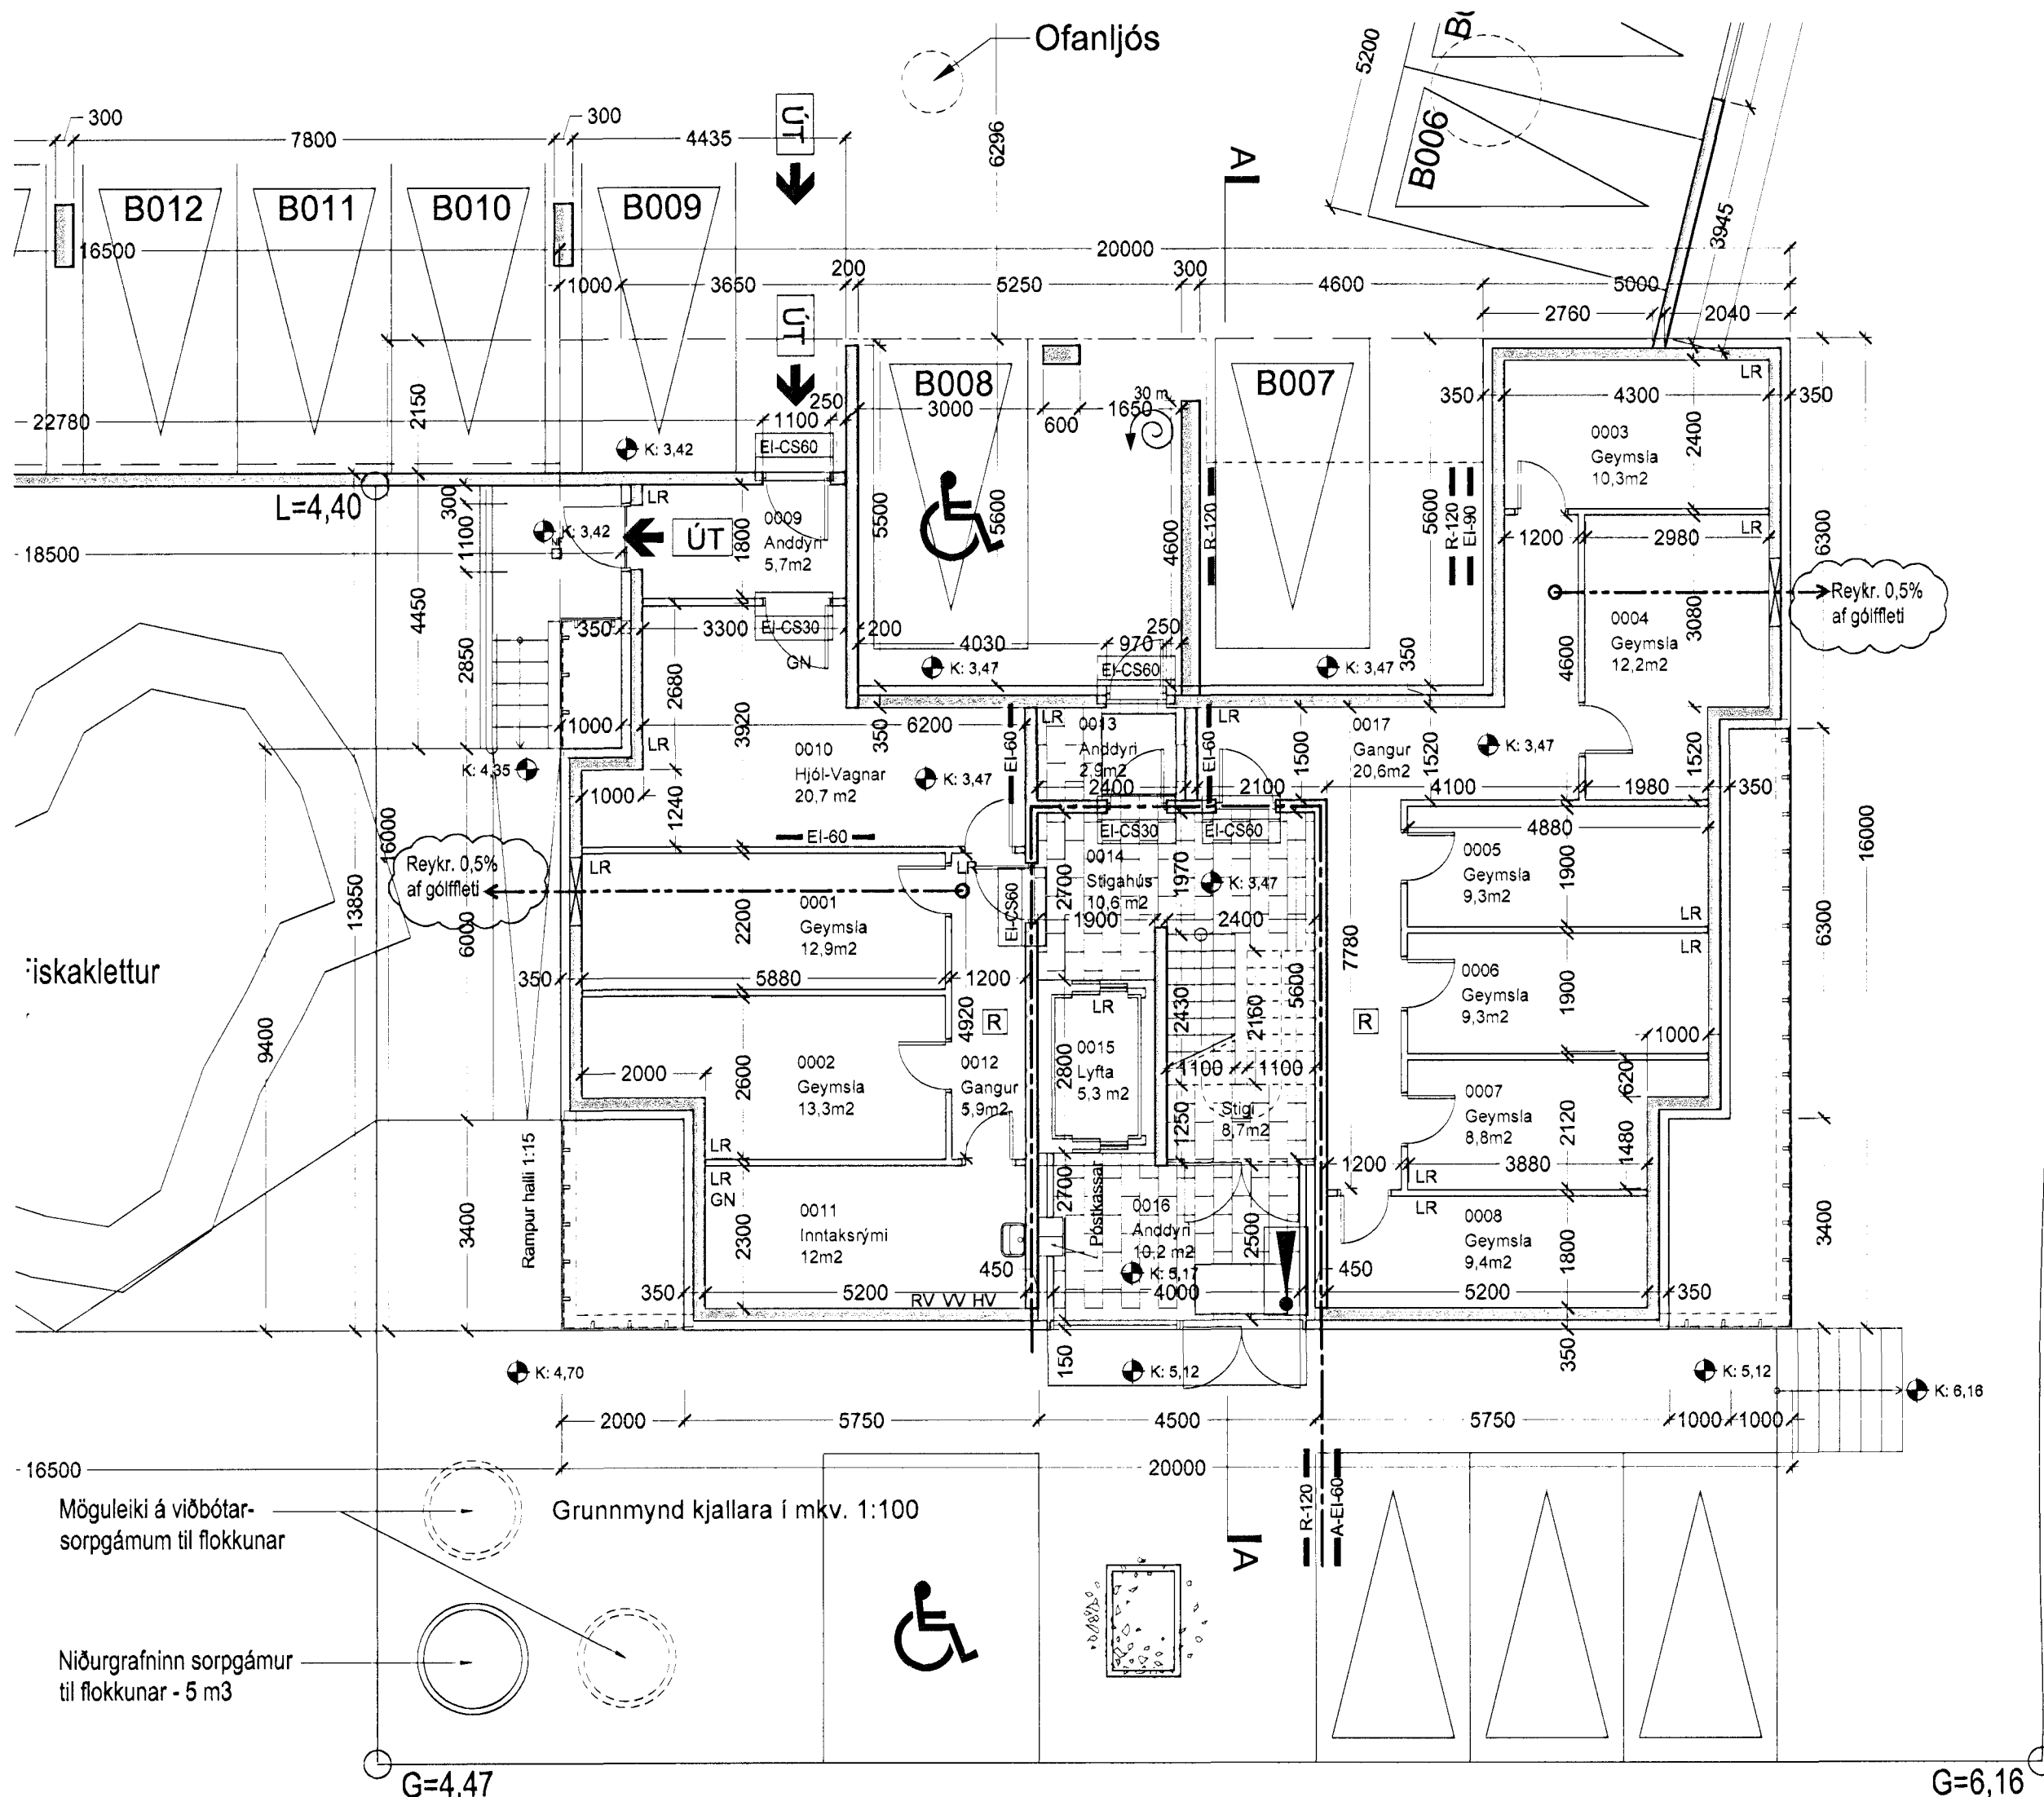 Ofanljós
B006
5200
300
7800
300
4435
ÚT
6296
A
3945
B012
B011
B010
B009
16500
20000
1000
3650
200
5250
300
4600
5000
2760
2040
ÚT
B008
B007
22780
2150
250
1100
3000
600
1650
30 m
350
4300
350
LR
2400
0003
Geymsla
10,3m2
K: 3,42
EI-CS60
L=4,40
300
1100
K: 3,42
LR
ÚT
1800
0009
Anddyri
5,7m2
5500
5600
4600
R-120
5600
R-120
EI-90
LR
1200
2980
6300
16000
18500
4450
2850
350
3300
EI-CS30
GN
200
4030
970
250
EI-CS60
K: 3,47
K: 3,47
350
4600
0004
Geymsla
12,2m2
3080
Reykr. 0,5%
af gólffleti
2680
3920
1000
6200
350
LR
0010
Hjól-Vagnar
20,7 m2
K: 3,47
EI-60
LR
0013
Anddyri
2,9m2
2400
EI-60
LR
2100
1500
0017
Gangur
20,6m2
1520
K: 3,47
4100
1980
1520
350
K: 4,35
1000
1240
EI-60
16000
13850
9400
Reykr. 0,5%
af gólffleti
6000
LR
0001
Geymsla
12,9m2
2200
LR
EI-CS60
EI-CS30
EI-CS60
0014
Stigahús
10,6 m2
2700
1970
K: 3,47
1900
2400
4880
0005
Geymsla
9,3m2
1900
LR
LR
6300
7780
0006
Geymsla
9,3m2
1900
fiskaklettur
350
5880
1200
4920
R
LR
2430
2160
5600
R
1000
0002
Geymsla
13,3m2
2600
2000
0012
Gangur
5,9m2
0015
Lyfta
5,3 m2
2800
1100
1100
1250
Stigi
8,7m2
0007
Geymsla
8,8m2
620
2120
1480
LR
LR
GN
1200
LR
3880
LR
3400
Rampur halli 1:15
0011
Inntaksrými
12m2
2300
450
2700
Póstkassar
0016
Anddyri
10,2 m2
2500
K: 5,17
0008
Geymsla
9,4m2
1800
3400
350
5200
RV VV HV
4000
450
5200
350
K: 4,70
150
K: 5,12
350
K: 5,12
K: 6,16
2000
5750
4500
5750
1000
1000
16500
20000
Möguleiki á viðbótar-
sorpgámum til flokkunar
Grunnmynd kjallara í mkv. 1:100
A
R-120
A-EI-60
Niðurgrafninn sorpgámur
til flokkunar - 5 m3
G=4,47
G=6,16